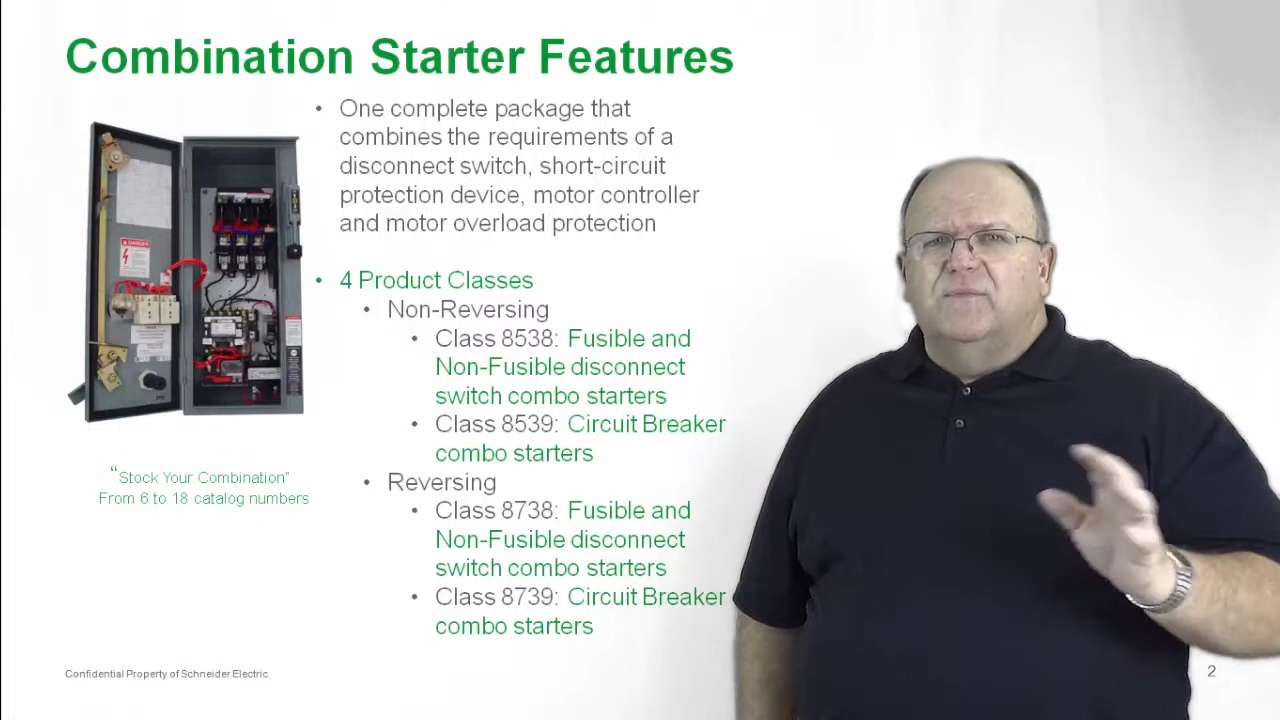 Combination Starter Features
• One complete package that
combines the requirements of a
disconnect switch, short-circuit
protection device, motor controller
and motor overload protection
• 4 Product Classes
• Non-Reversing
• Class 8538: Fusible and
Non-Fusible disconnect
switch combo starters
• Class 8539: Circuit Breaker
combo starters
• Reversing
• Class 8738: Fusible and
Non-Fusible disconnect
switch combo starters
• Class 8739: Circuit Breaker
combo starters
DANGER
“Stock Your Combination”
From 6 to 18 catalog numbers
Confidential Property of Schneider Electric
2